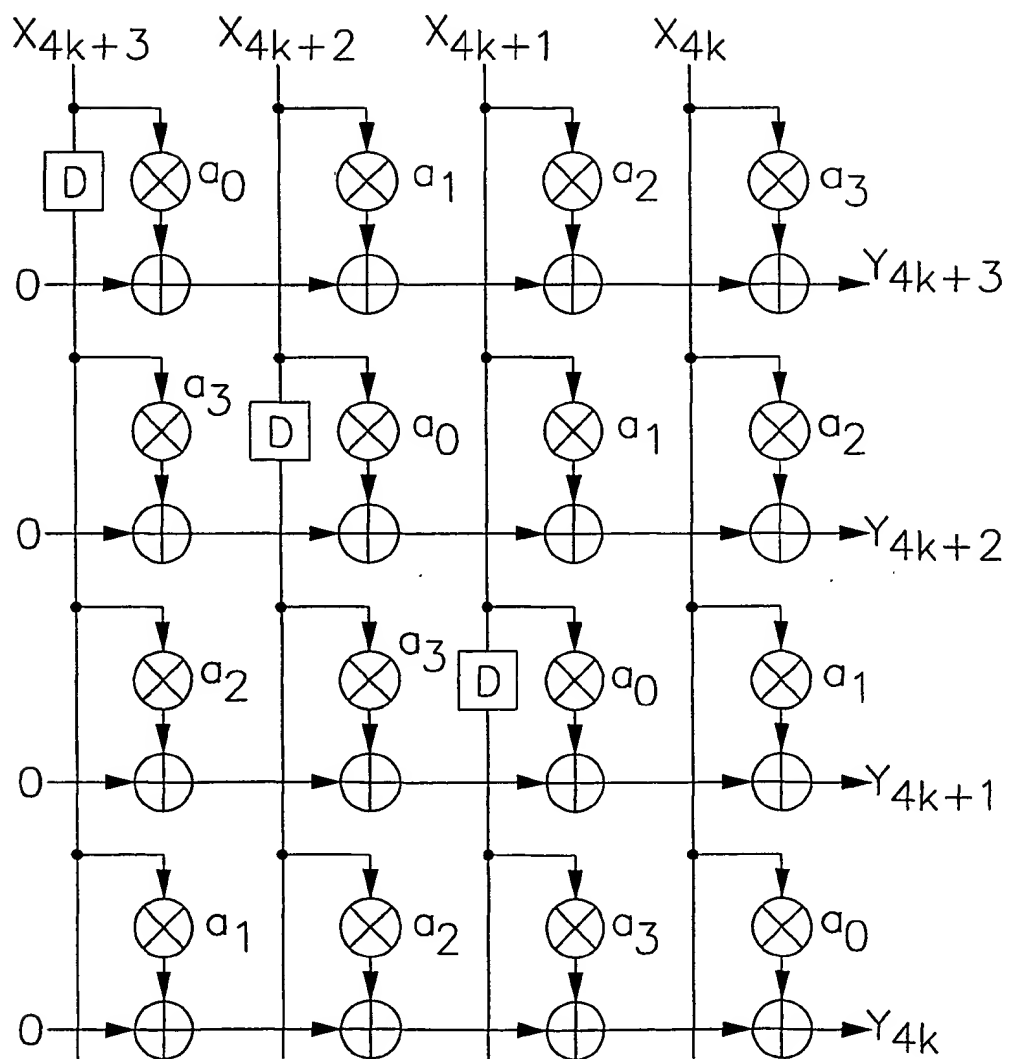 X4k+3 X4k+2 X4k+1 X4k
D a0 a1 a2 a3
0 Y4k+3
a3 D a0 a1 a2
0 Y4k+2
a2 a3 D a0 a1
0 Y4k+1
a1 a2 a3 a0
0 Y4k